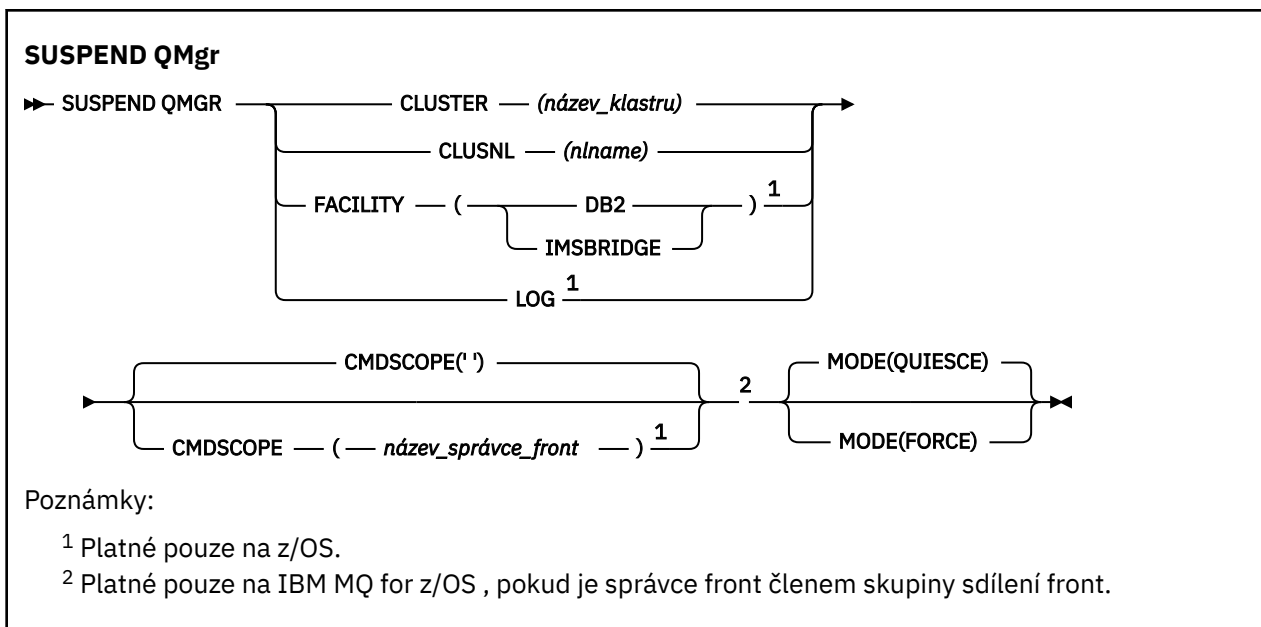 SUSPEND QMgr
SUSPEND QMGR CLUSTER (název_klastru)
CLUSNL (nlname)
FACILITY ( DB2 ) 1
IMSBRIDGE
LOG 1
CMDSCOPE(' ') 2 MODE(QUIESCE)
CMDSCOPE ( název_správce_front ) 1 MODE(FORCE)
Poznámky:
1 Platné pouze na z/OS.
2 Platné pouze na IBM MQ for z/OS , pokud je správce front členem skupiny sdílení front.